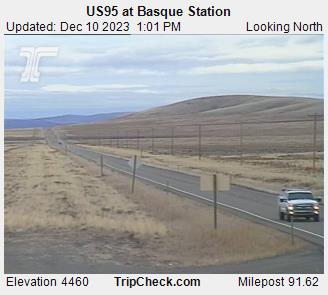 US95 at Basque Station
Updated: Dec 10 2023 1:01 PM Looking North
Elevation 4460 TripCheck.com Milepost 91.62